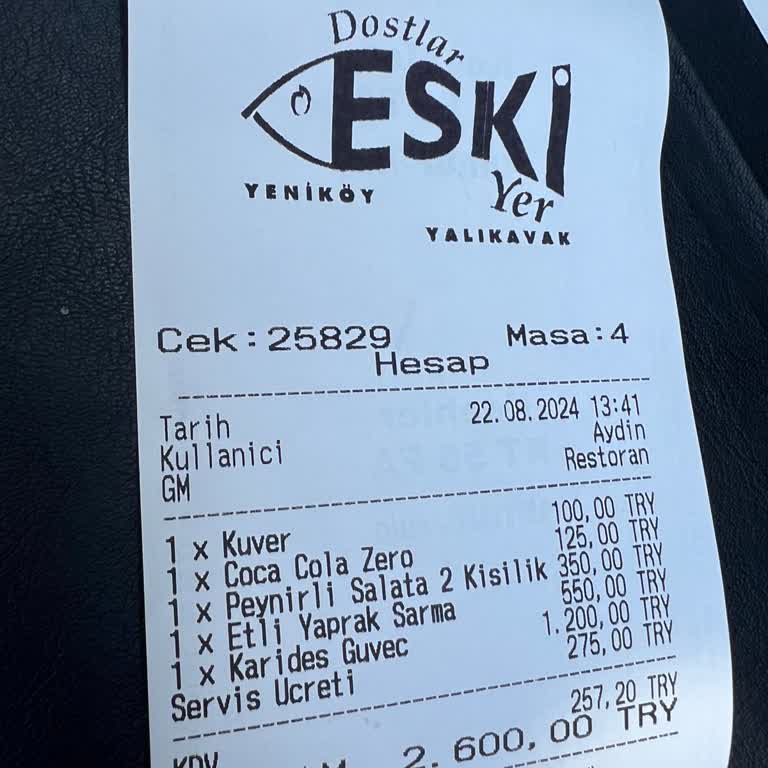 Dostlar
ESKİ
Yer
YENİKÖY
YALIKAVAK
Cek:25829 Masa:4
Hesap
Tarih 22.08.2024 13:41
Kullanici Aydin
GM Restoran
1 x Kuver 100,00 TRY
1 x Coca Cola Zero 125,00 TRY
1 x Peynirli Salata 2 Kisilik 350,00 TRY
1 x Etli Yaprak Sarma 550,00 TRY
1 x Karides Guvec 1.200,00 TRY
Servis Ucreti 275,00 TRY
KDV 257,20 TRY
2.600,00 TRY